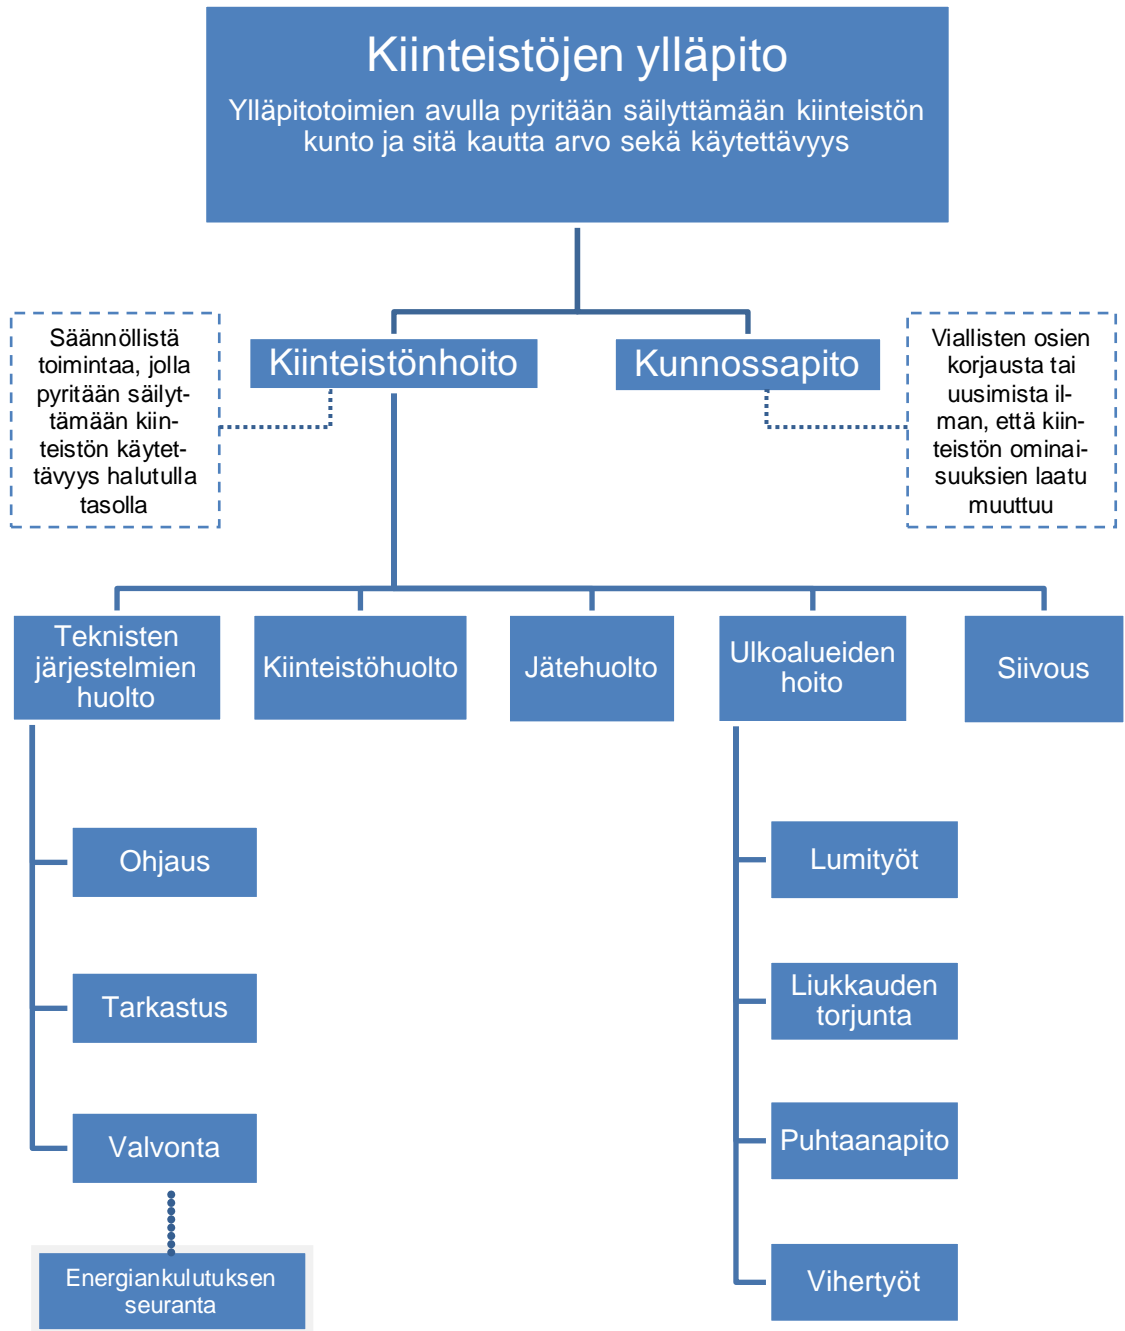 Kiinteistöjen ylläpito
Ylläpitotoimien avulla pyritään säilyttämään kiinteistön
kunto ja sitä kautta arvo sekä käytettävyys
Säännöllistä
toimintaa, jolla
pyritään säilyt-
tämään kiin-
teistön käytet-
tävyys halutulla
tasolla
Kiinteistönhoito
Kunnossapito
Viallisten osien
korjausta tai
uusimista il-
man, että kiin-
teistön ominai-
suuksien laatu
muuttuu
Teknisten
järjestelmien
huolto
Kiinteistöhuolto
Jätehuolto
Ulkoalueiden
hoito
Siivous
Ohjaus
Tarkastus
Valvonta
Energiankulutuksen
seuranta
Lumityöt
Liukkauden
torjunta
Puhtaanapito
Vihertyöt